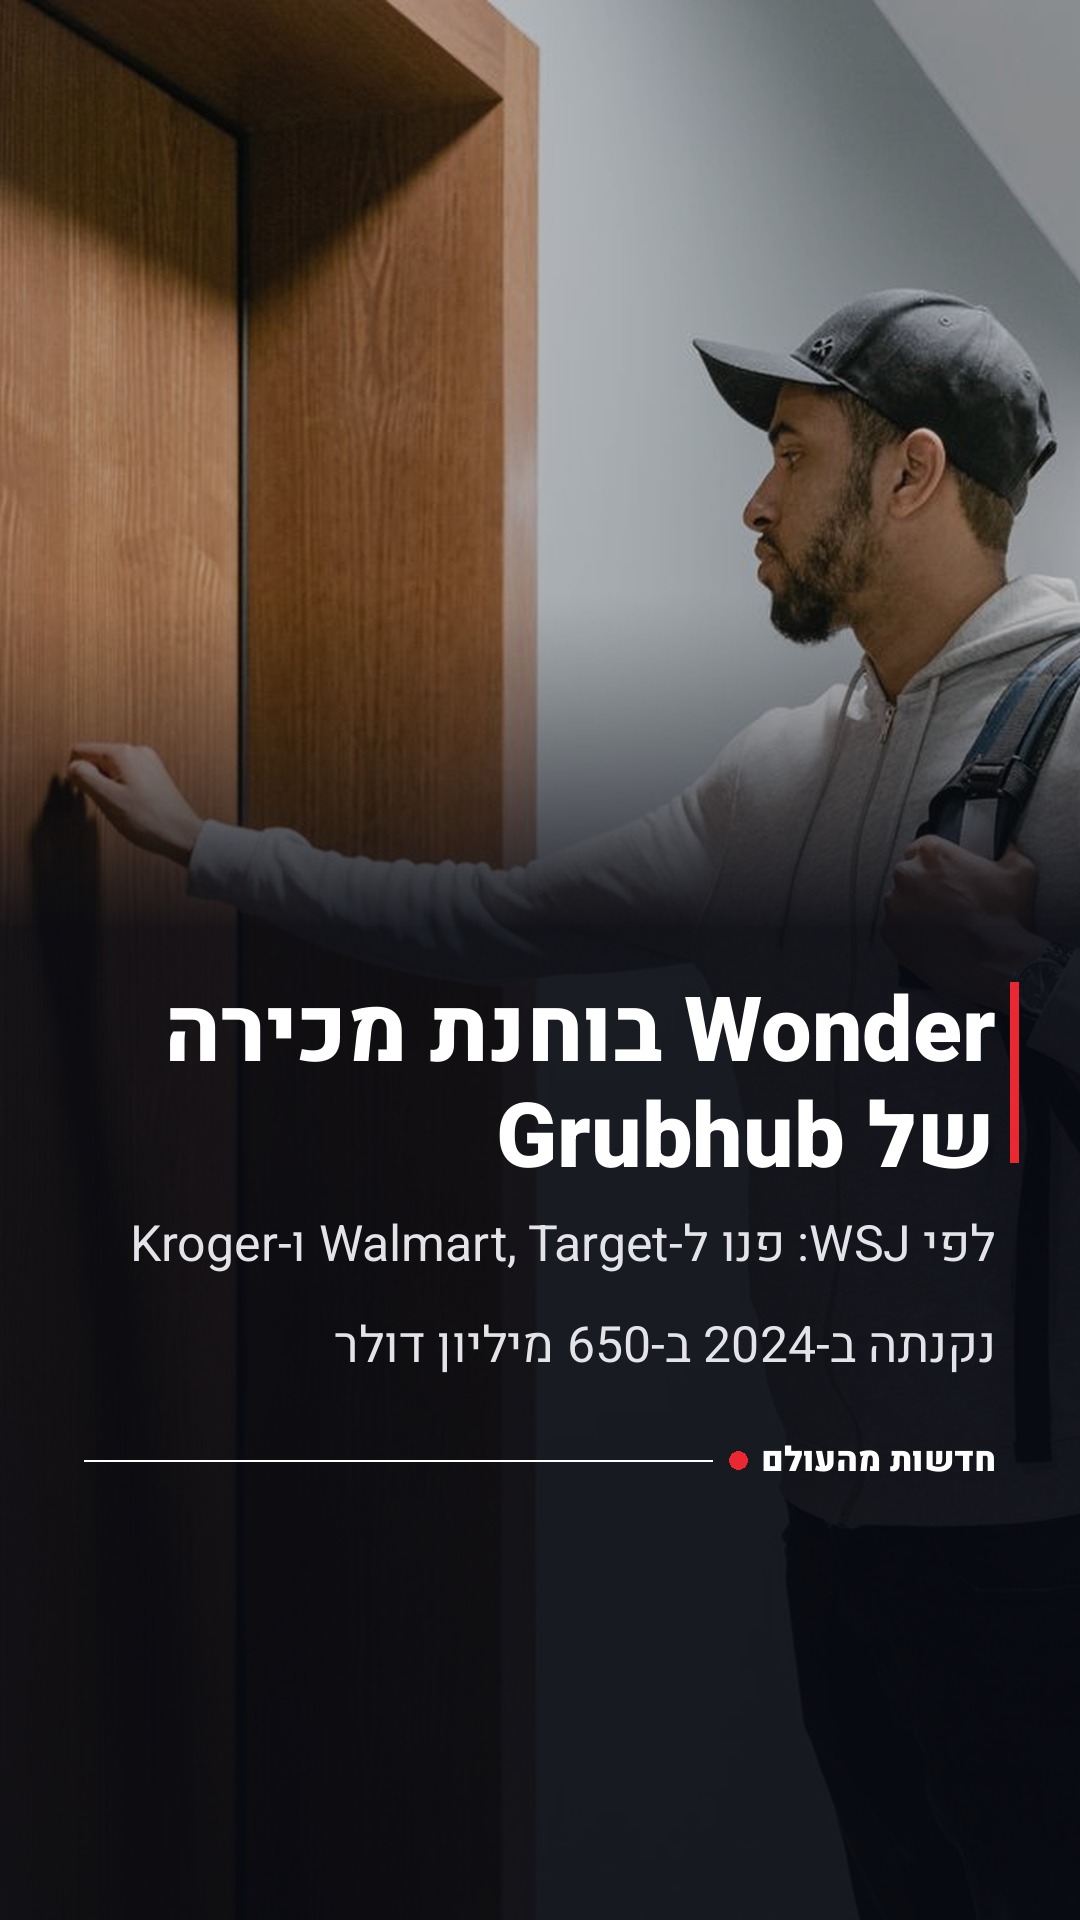 Wonder בוחנת מכירה
של Grubhub
לפי WSJ: פנו ל-Walmart, Target ו-Kroger
נקנתה ב-2024 ב-650 מיליון דולר
חדשות מהעולם